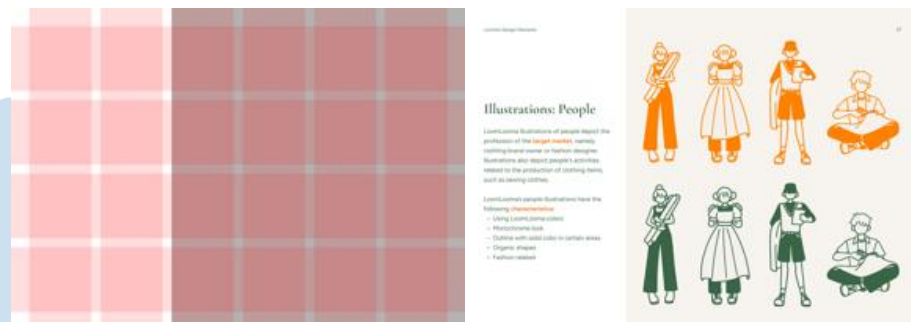 LoomLooma Design Elements
Illustrations: People
LoomLooma illustrations of people depict the
profession of the target market, namely
clothing brand owner or fashion designer.
Illustrations also depict people's activities
related to the production of clothing items,
such as sewing clothes.
LoomLooma's people illustrations have the
following characteristics:
– Using LoomLooma colors
– Monochrome look
– Outline with solid color in certain areas
– Organic shapes
– Fashion related